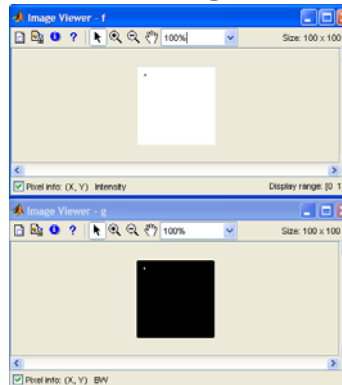 Image Viewer - f
100%
Size: 100 x 100
Pixel info: (X, Y) Intensity
Display range: [0 1
Image Viewer - g
100%
Size: 100 x 100
Pixel info: (X, Y) BW